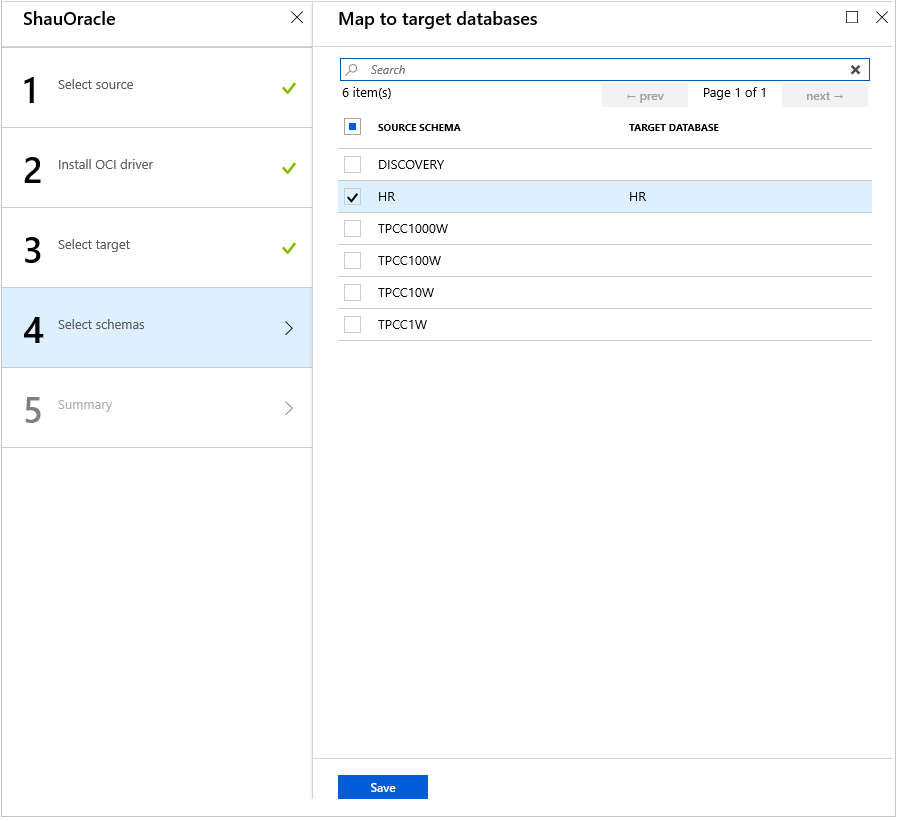 ShauOracle
1 Select source
2 Install OCI driver
3 Select target
4 Select schemas
5 Summary
Map to target databases
Search
6 item(s)
← prev Page 1 of 1 next →
SOURCE SCHEMA TARGET DATABASE
DISCOVERY
HR HR
TPCC1000W
TPCC100W
TPCC10W
TPCC1W
Save